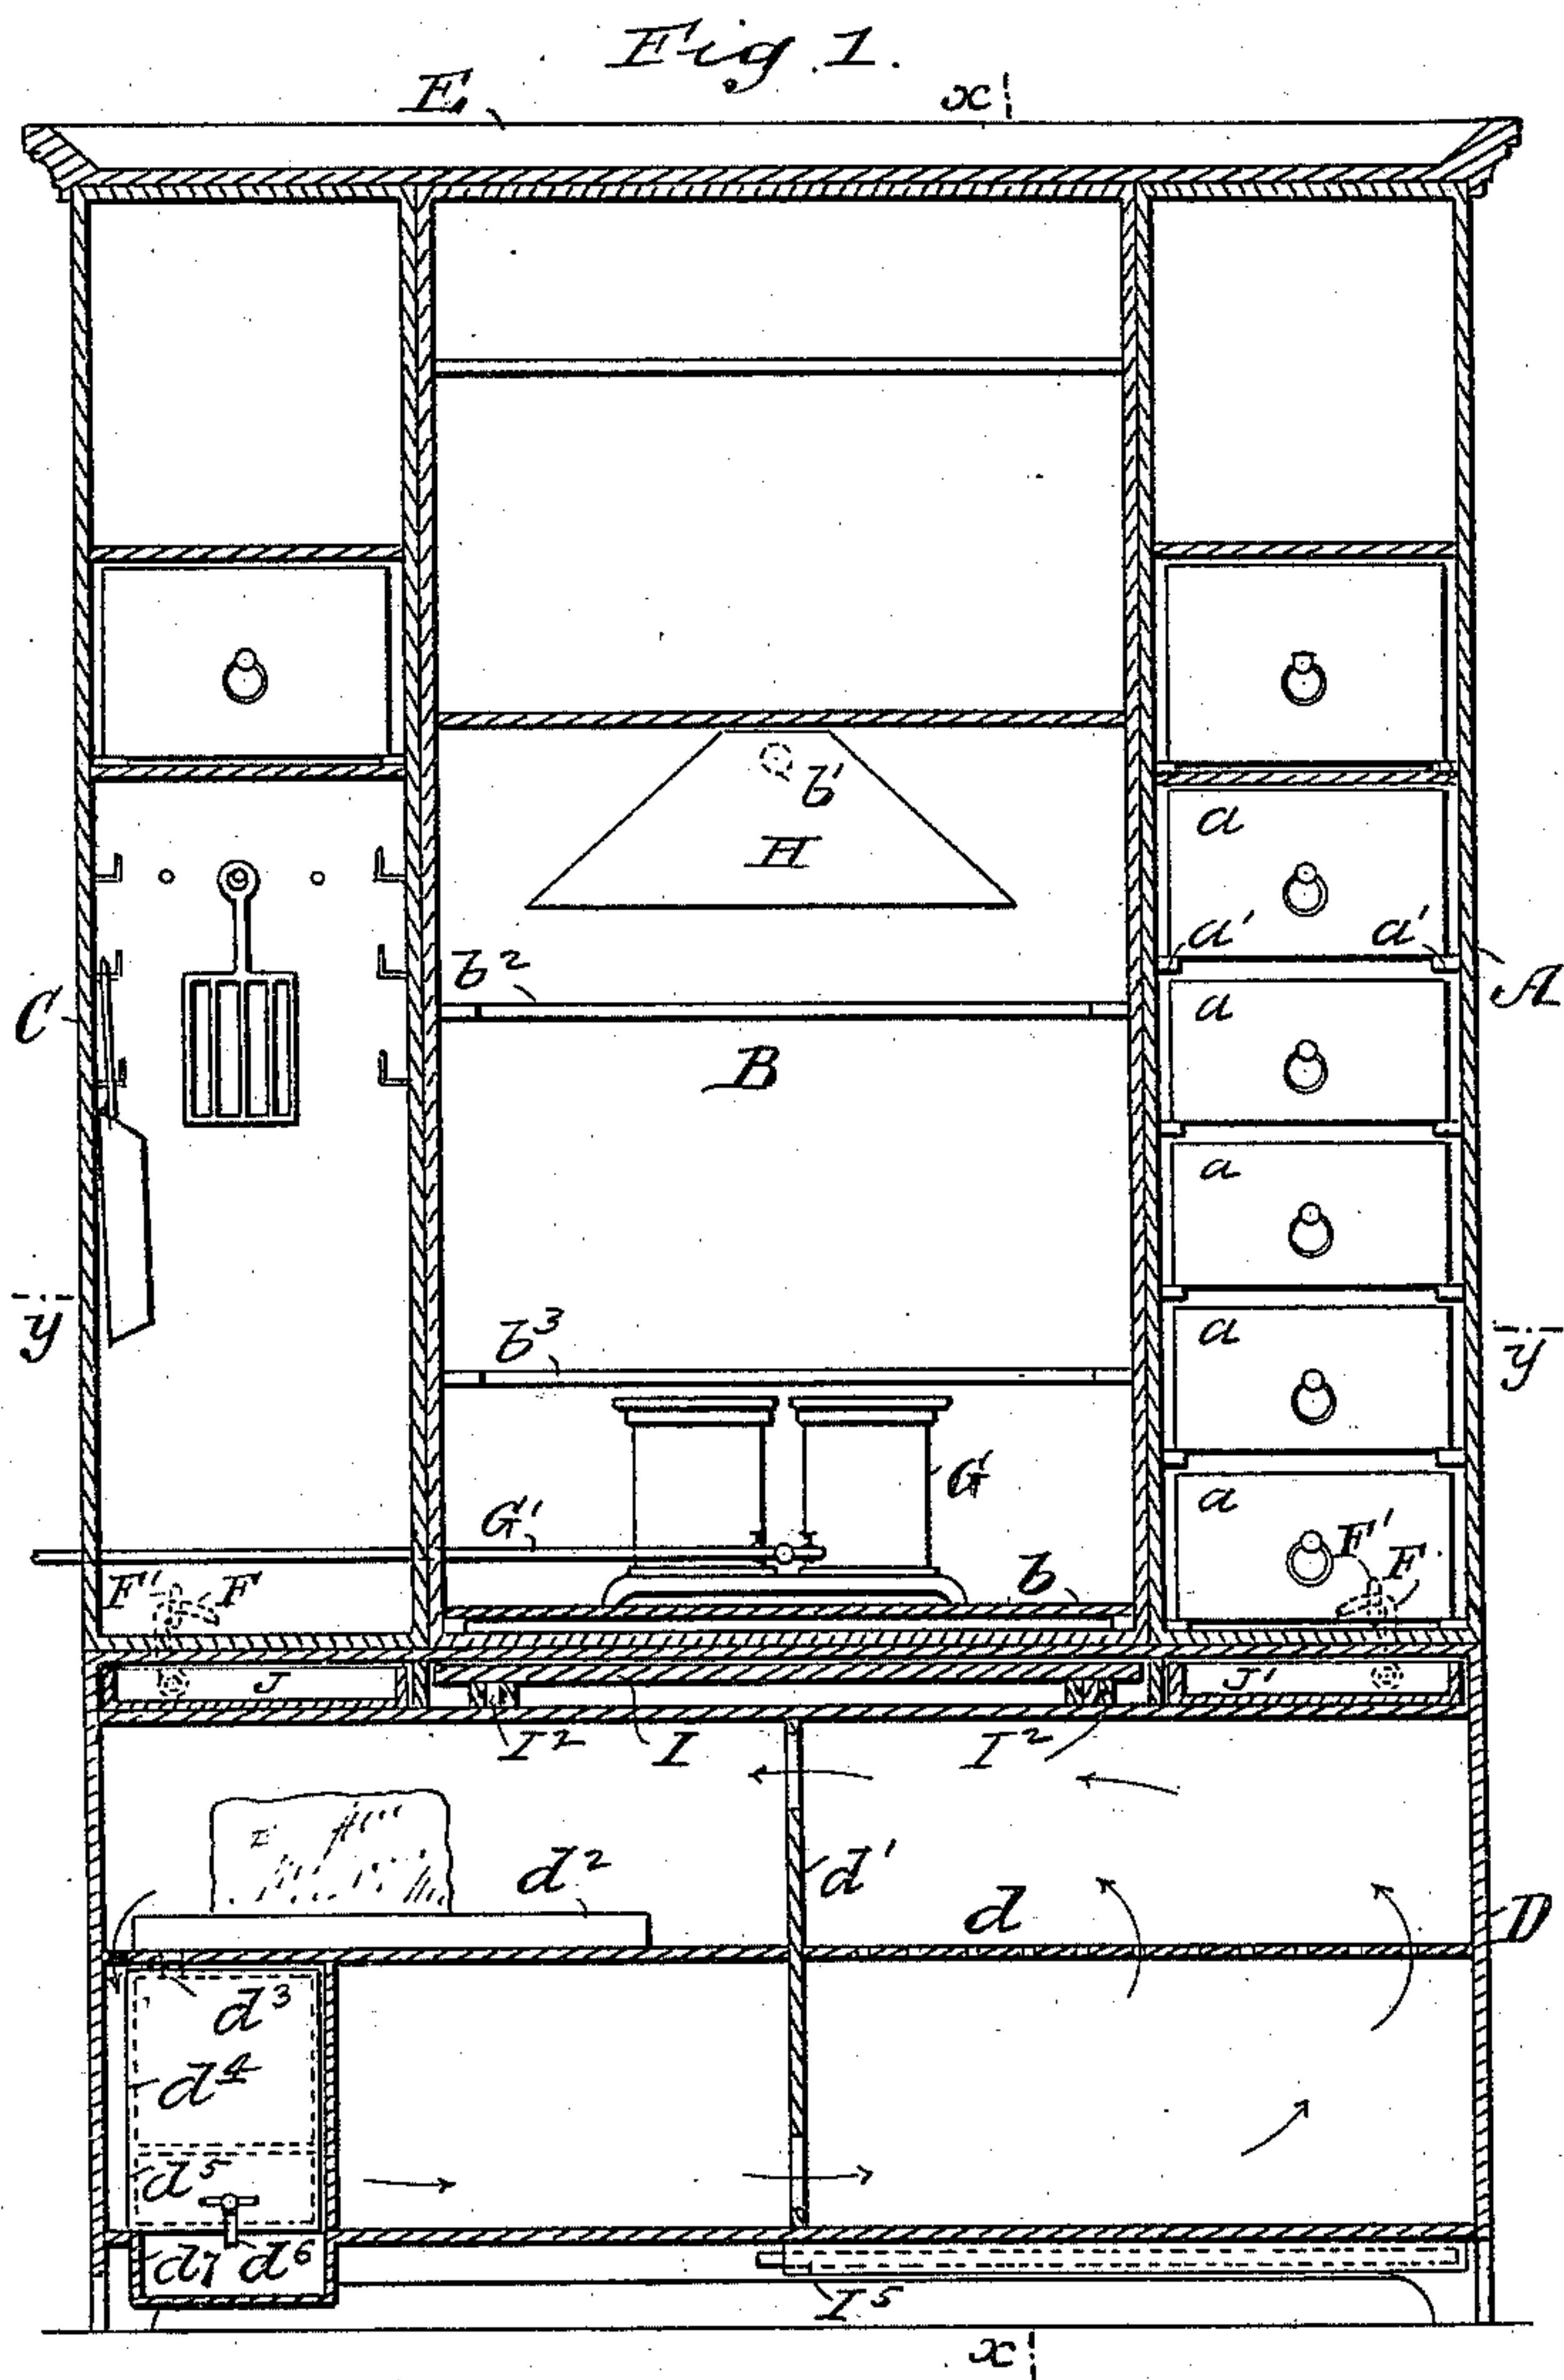 Fig. 1.
E x
b'
H
a
a' a'
b² A
C a
B
a
b³ a
y y
G
G' a
F' F b F' F
J J'
I² I I²
d² d' d D
d³
d⁴
d⁵
d7 d⁶
I⁵
x